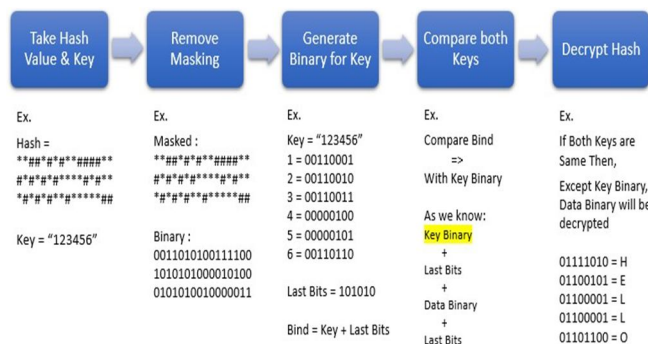 Take Hash
Value & Key
Remove
Masking
Generate
Binary for Key
Compare both
Keys
Decrypt Hash
Ex.
Hash =
**##*#*#**####**
#*#*#*#****#*#**
*#*#*#**#*****##
Key = "123456"
Ex.
Masked :
**##*#*#**####**
#*#*#*#****#*#**
*#*#*#**#*****##
Binary :
0011010100111100
1010101000010100
0101010010000011
Ex.
Key = "123456"
1 = 00110001
2 = 00110010
3 = 00110011
4 = 00000100
5 = 00000101
6 = 00110110
Last Bits = 101010
Bind = Key + Last Bits
Ex.
Compare Bind
=>
With Key Binary
As we know:
Key Binary
+
Last Bits
+
Data Binary
+
Last Bits
Ex.
If Both Keys are
Same Then,
Except Key Binary,
Data Binary will be
decrypted
01111010 = H
01100101 = E
01100001 = L
01100001 = L
01101100 = O